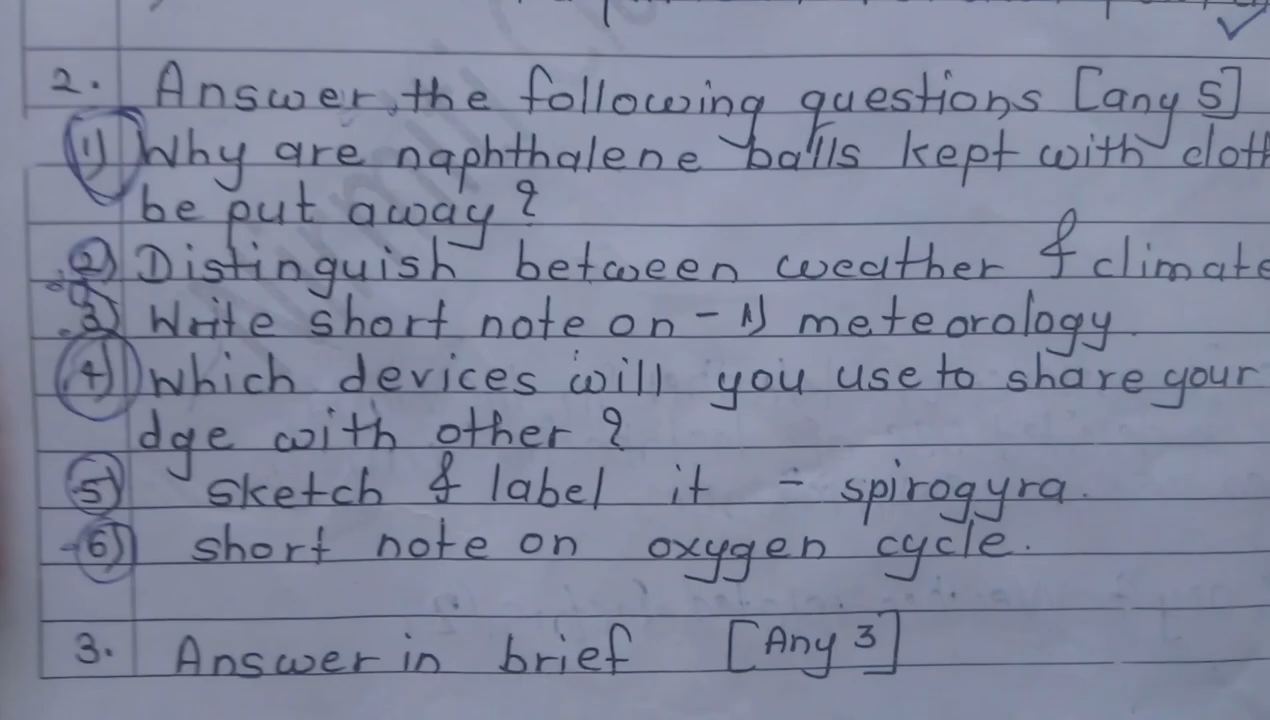 2. Answer the following questions [any 5]
1) Why are naphthalene balls kept with cloth
be put away?
2) Distinguish between weather & climate
3) Write short note on - 1) meteorology
4) Which devices will you use to share your
dge with other?
5) sketch & label it - spirogyra.
6) short note on oxygen cycle.
3. Answer in brief [Any 3]